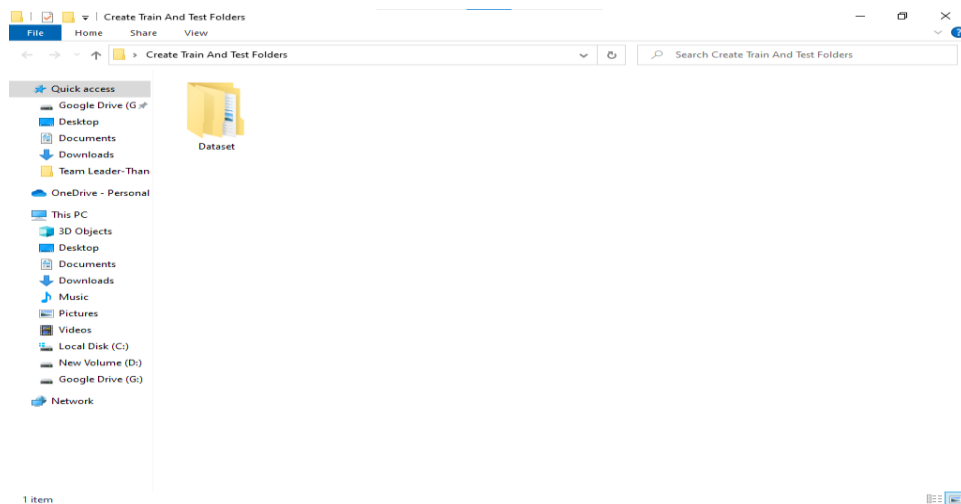 Create Train And Test Folders
File Home Share View
Create Train And Test Folders
Search Create Train And Test Folders
Quick access
Google Drive (G
Desktop
Documents
Downloads
Team Leader-Than
OneDrive - Personal
This PC
3D Objects
Desktop
Documents
Downloads
Music
Pictures
Videos
Local Disk (C:)
New Volume (D:)
Google Drive (G:)
Network
Dataset
1 item